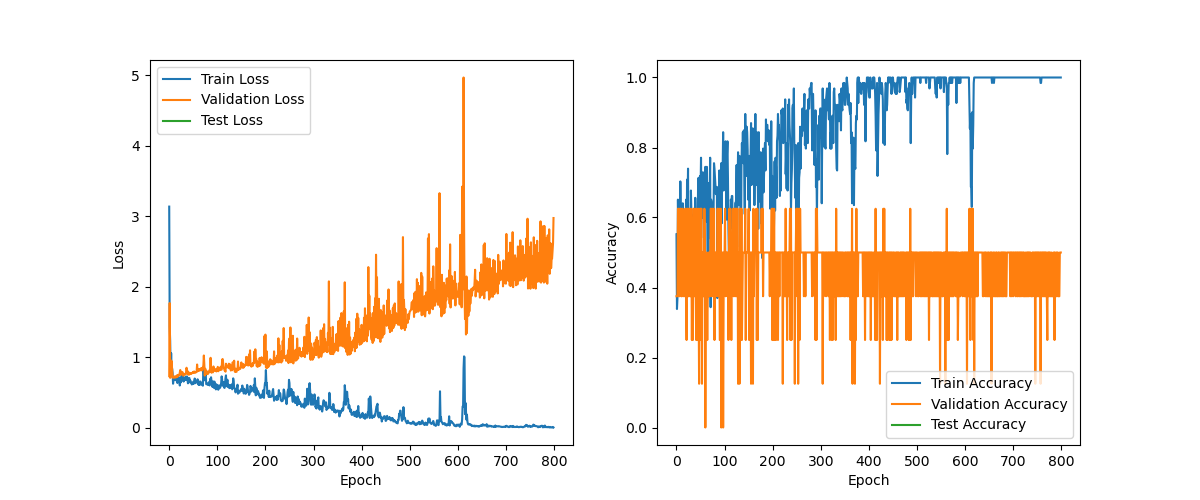 Train Loss
Validation Loss
Test Loss
5
4
3
2
1
0
Loss
0 100 200 300 400 500 600 700 800
Epoch
1.0
0.8
0.6
0.4
0.2
0.0
Accuracy
Train Accuracy
Validation Accuracy
Test Accuracy
0 100 200 300 400 500 600 700 800
Epoch